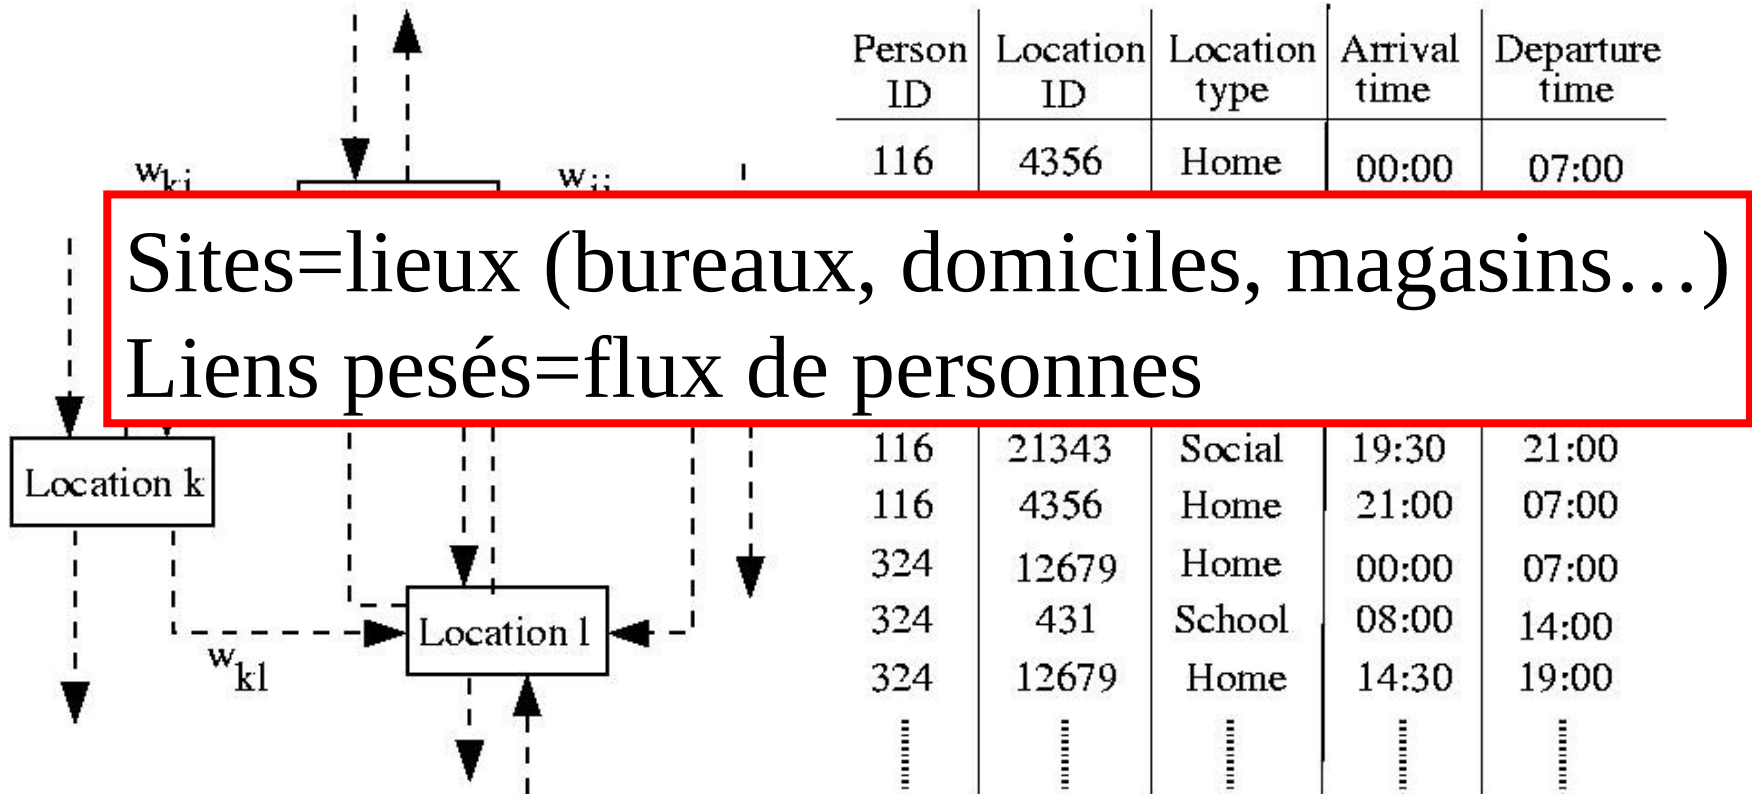 Person Location Location Arrival Departure
ID ID type time time
116 4356 Home 00:00 07:00
Sites=lieux (bureaux, domiciles, magasins…)
Liens pesés=flux de personnes
116 21343 Social 19:30 21:00
Location k
116 4356 Home 21:00 07:00
324 12679 Home 00:00 07:00
324 431 School 08:00 14:00
Location l
w kl
324 12679 Home 14:30 19:00